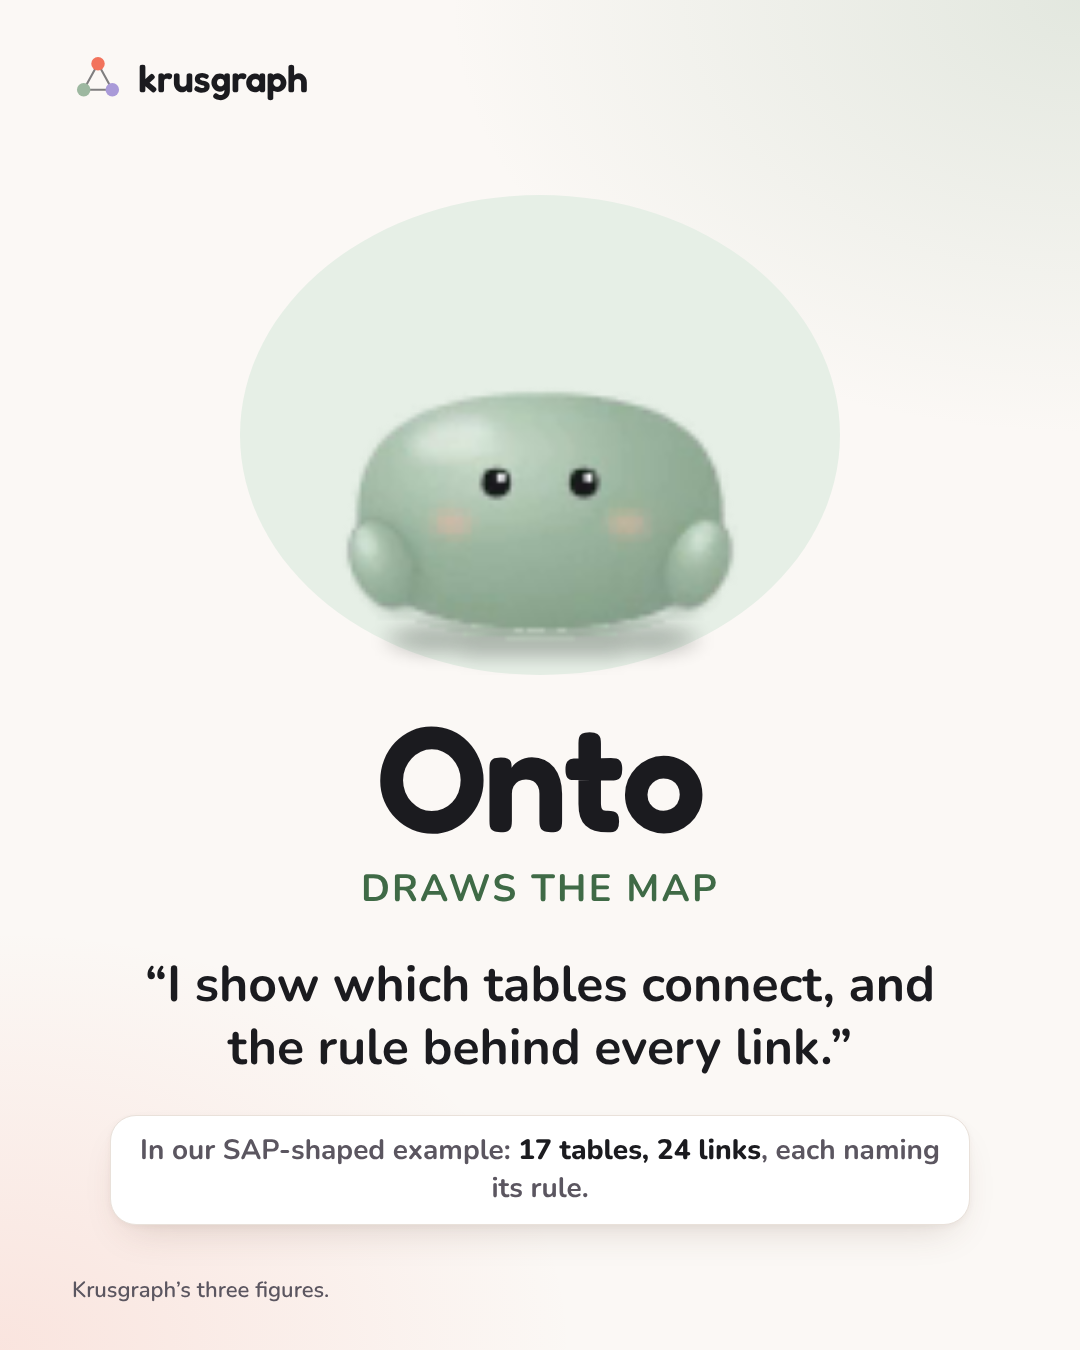 krusgraph
Onto
DRAWS THE MAP
“I show which tables connect, and
the rule behind every link.”
In our SAP-shaped example: 17 tables, 24 links, each naming
its rule.
Krusgraph’s three figures.